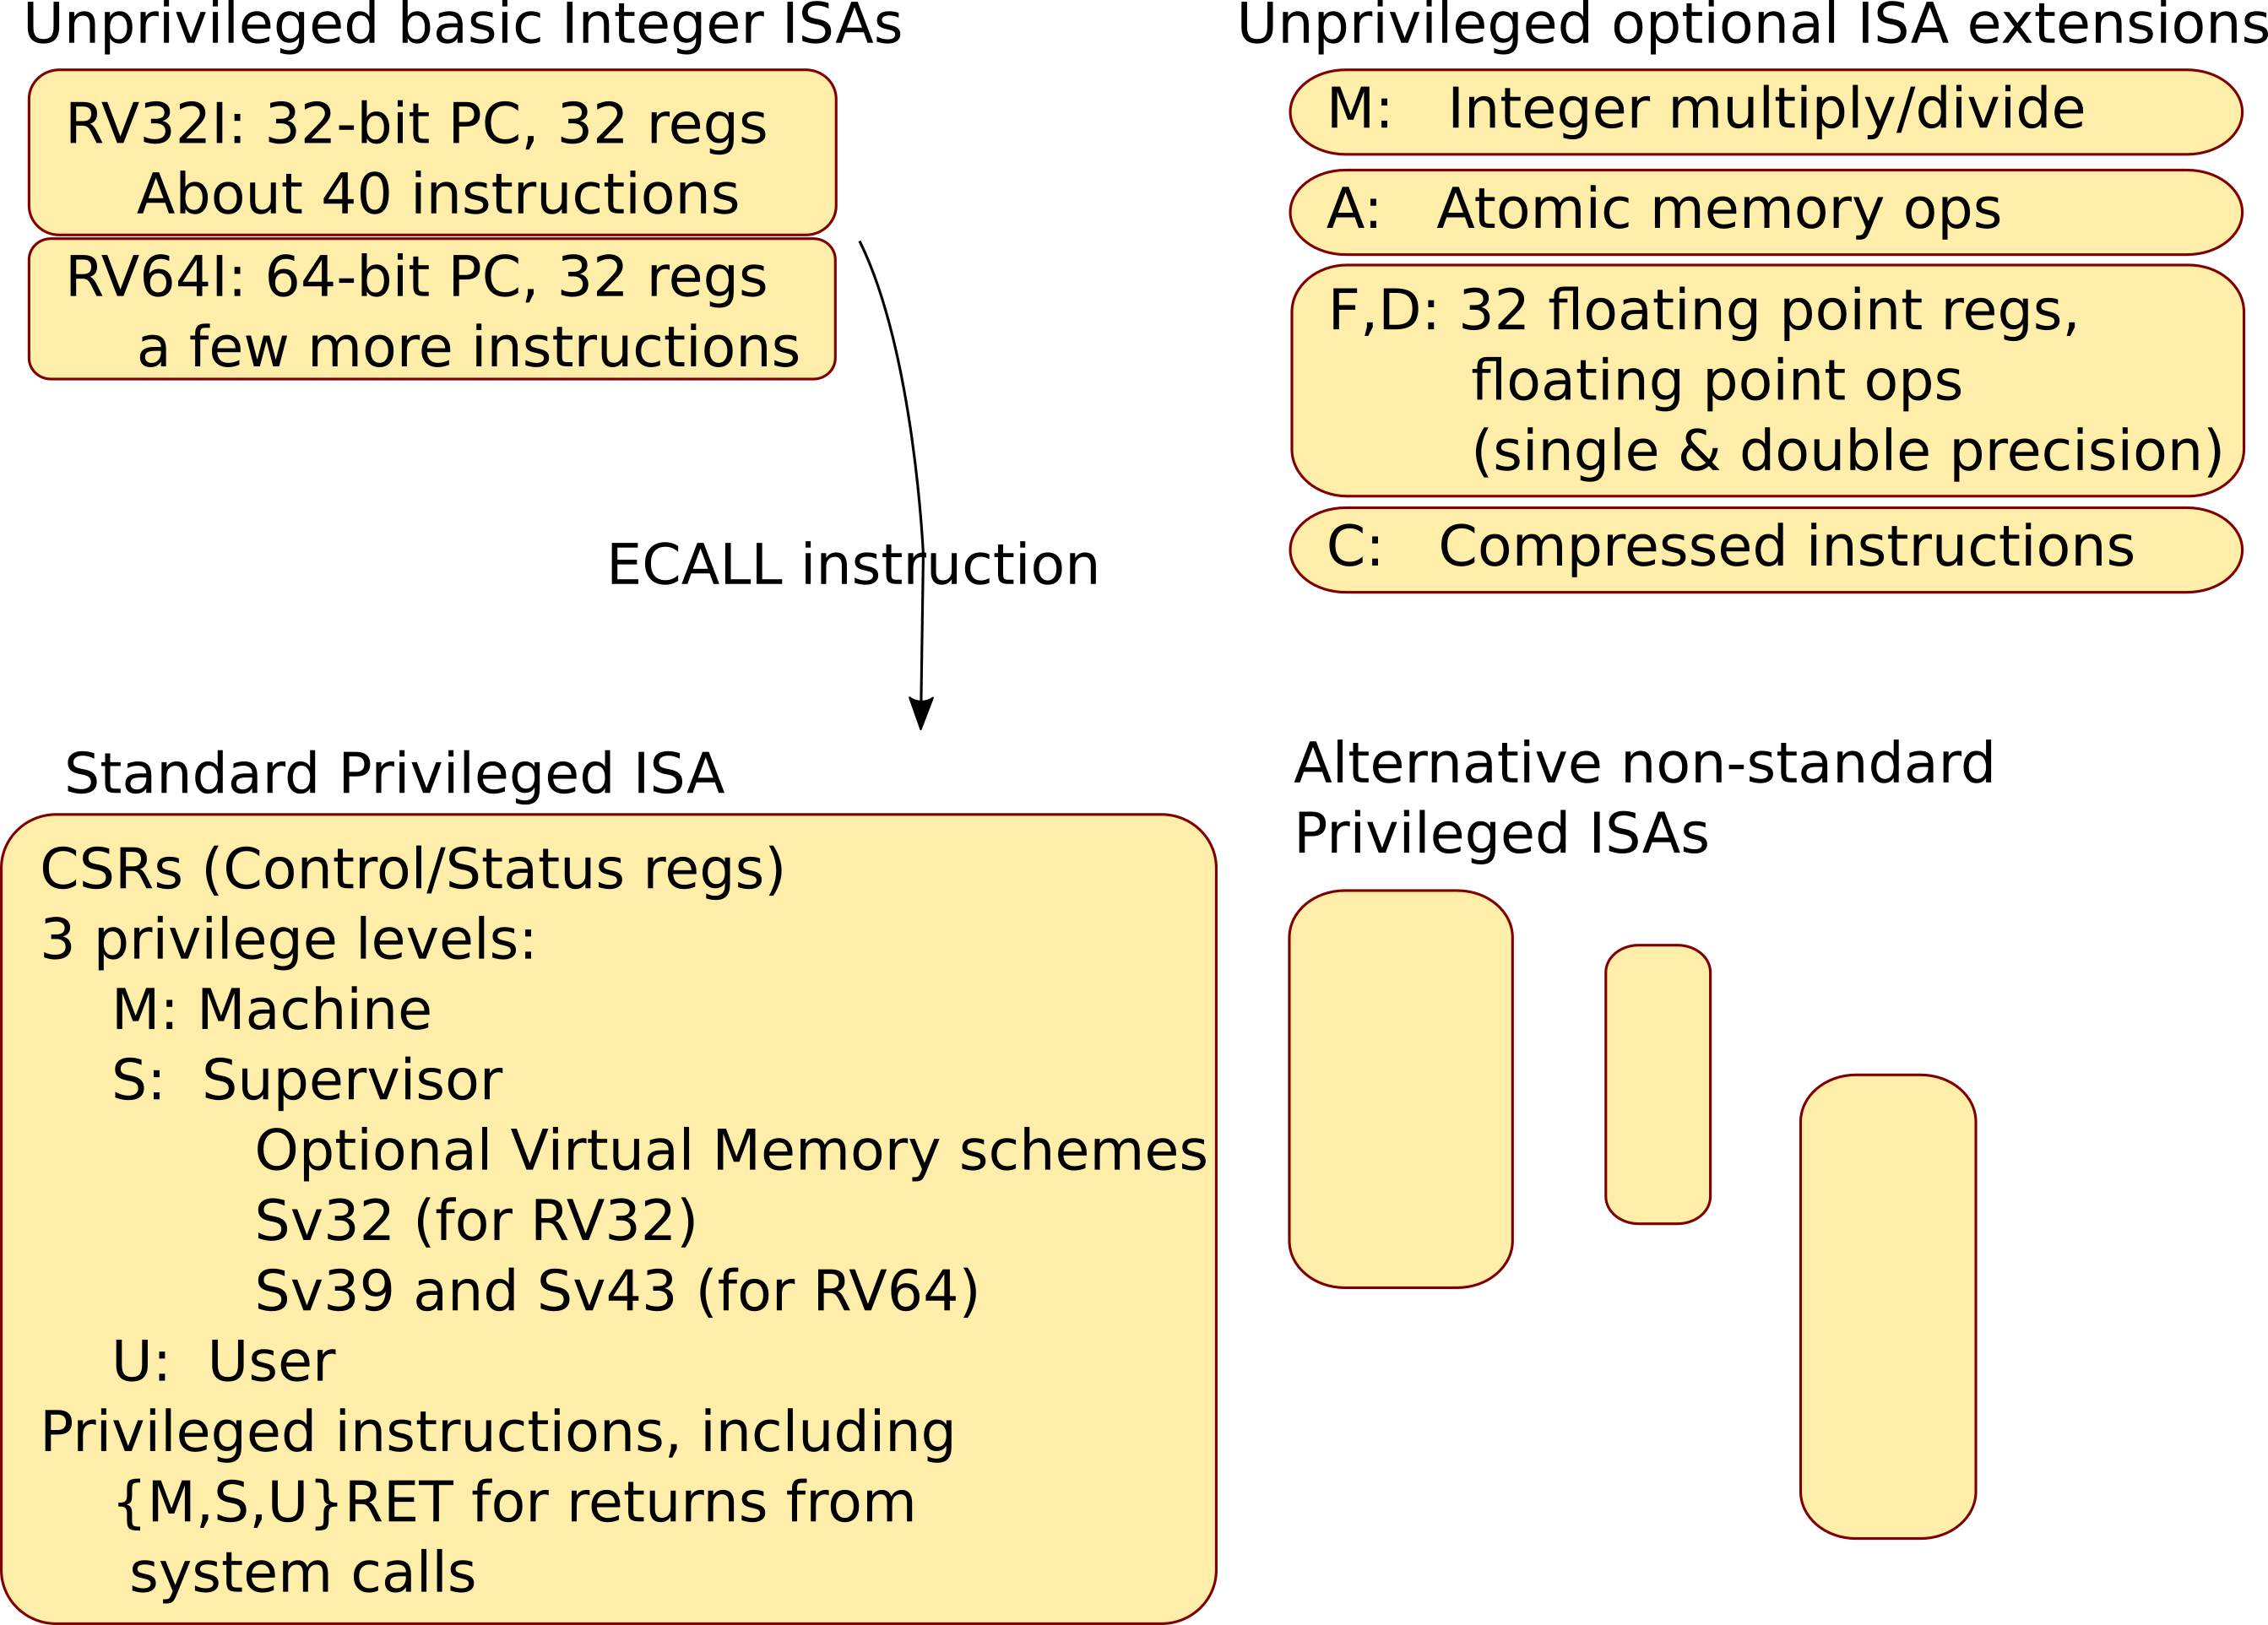 Unprivileged basic Integer ISAs
RV32I: 32-bit PC, 32 regs
About 40 instructions
RV64I: 64-bit PC, 32 regs
a few more instructions
Unprivileged optional ISA extensions
M: Integer multiply/divide
A: Atomic memory ops
F,D: 32 floating point regs,
floating point ops
(single & double precision)
C: Compressed instructions
ECALL instruction
Standard Privileged ISA
CSRs (Control/Status regs)
3 privilege levels:
M: Machine
S: Supervisor
Optional Virtual Memory schemes
Sv32 (for RV32)
Sv39 and Sv43 (for RV64)
U: User
Privileged instructions, including
{M,S,U}RET for returns from
system calls
Alternative non-standard
Privileged ISAs